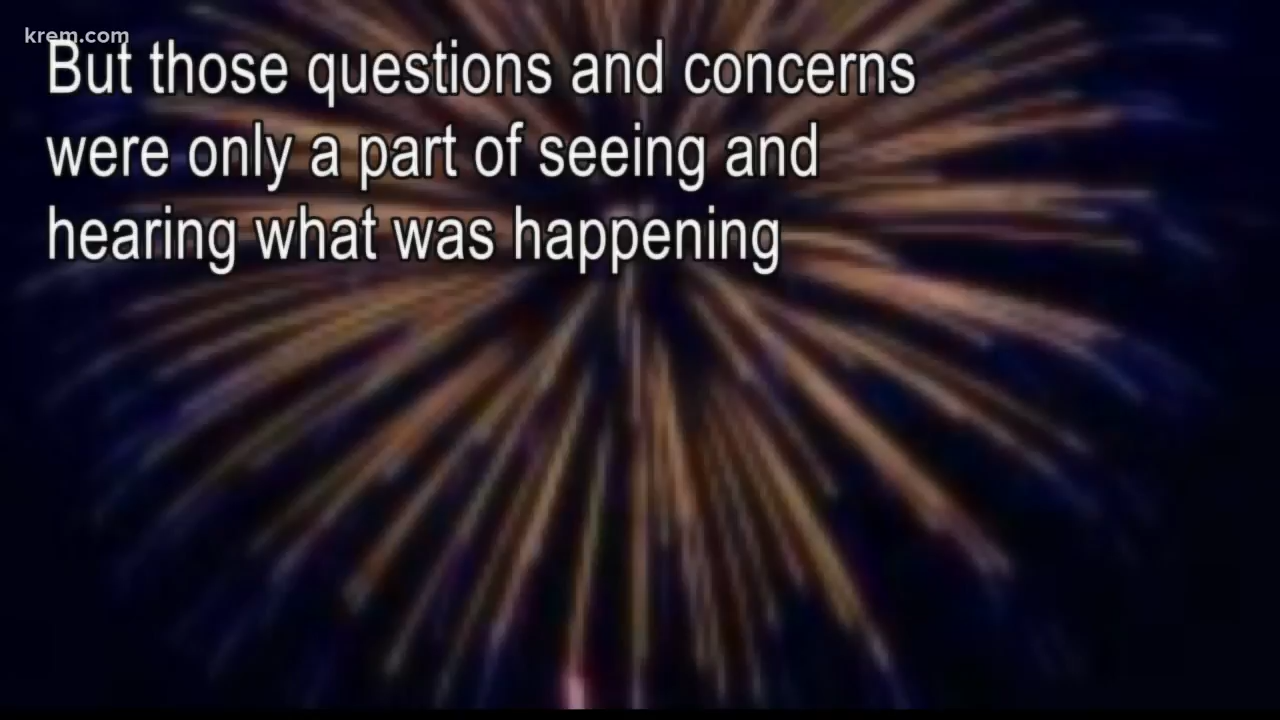 krem.com
But those questions and concerns
were only a part of seeing and
hearing what was happening